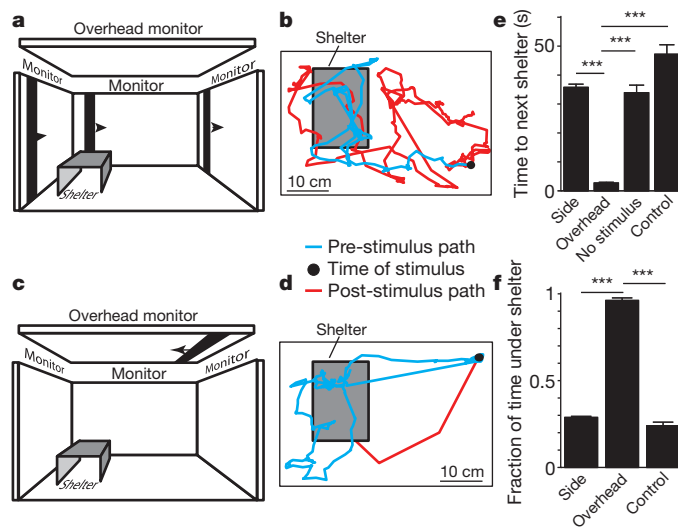 a
Overhead monitor
Monitor
Monitor
Monitor
Shelter
b
Shelter
10 cm
Pre-stimulus path
Time of stimulus
Post-stimulus path
c
Overhead monitor
Monitor
Monitor
Monitor
Shelter
d
Shelter
10 cm
e
Time to next shelter (s)
50
0
***
***
***
Side
Overhead
No stimulus
Control
f
Fraction of time under shelter
1
0.5
0
***
***
Side
Overhead
Control